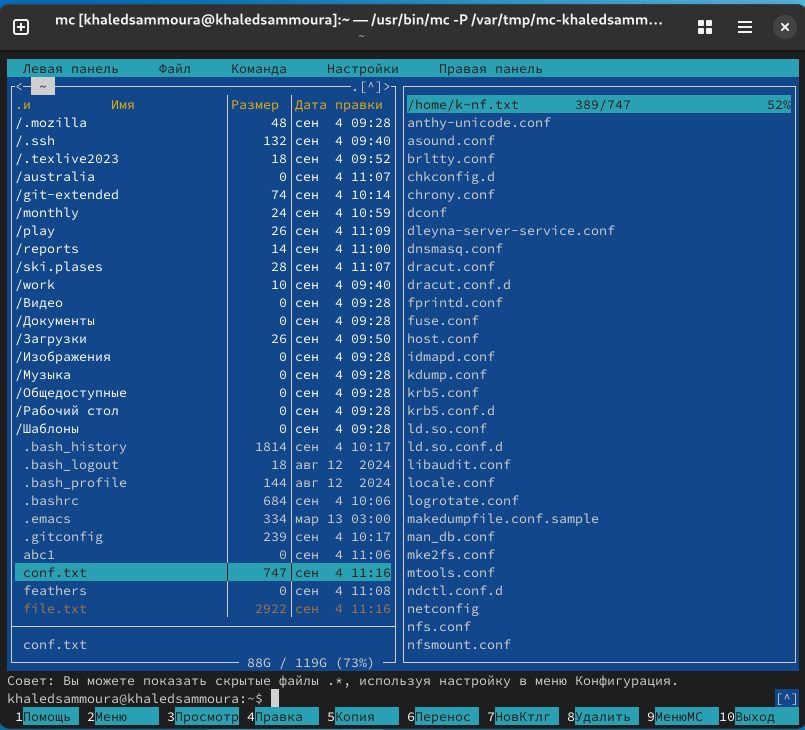 mc [khaledsammoura@khaledsammoura]:~ — /usr/bin/mc -P /var/tmp/mc-khaledsamm...
~
Левая панель Файл Команда Настройки Правая панель
<─ ~ .[^]>
.и Имя Размер Дата правки
/.mozilla 48 сен 4 09:28
/.ssh 132 сен 4 09:40
/.texlive2023 18 сен 4 09:52
/australia 0 сен 4 11:07
/git-extended 74 сен 4 10:14
/monthly 24 сен 4 10:59
/play 26 сен 4 11:09
/reports 14 сен 4 11:00
/ski.plases 28 сен 4 11:07
/work 10 сен 4 09:40
/Видео 0 сен 4 09:28
/Документы 0 сен 4 09:28
/Загрузки 26 сен 4 09:50
/Изображения 0 сен 4 09:28
/Музыка 0 сен 4 09:28
/Общедоступные 0 сен 4 09:28
/Рабочий стол 0 сен 4 09:28
/Шаблоны 0 сен 4 09:28
.bash_history 1814 сен 4 10:17
.bash_logout 18 авг 12 2024
.bash_profile 144 авг 12 2024
.bashrc 684 сен 4 10:06
.emacs 334 мар 13 03:00
.gitconfig 239 сен 4 10:17
abc1 0 сен 4 11:06
conf.txt 747 сен 4 11:16
feathers 0 сен 4 11:08
file.txt 2922 сен 4 11:16
conf.txt
88G / 119G (73%)
/home/k~nf.txt 389/747 52%
anthy-unicode.conf
asound.conf
brltty.conf
chkconfig.d
chrony.conf
dconf
dleyna-server-service.conf
dnsmasq.conf
dracut.conf
dracut.conf.d
fprintd.conf
fuse.conf
host.conf
idmapd.conf
kdump.conf
krb5.conf
krb5.conf.d
ld.so.conf
ld.so.conf.d
libaudit.conf
locale.conf
logrotate.conf
makedumpfile.conf.sample
man_db.conf
mke2fs.conf
mtools.conf
ndctl.conf.d
netconfig
nfs.conf
nfsmount.conf
Совет: Вы можете показать скрытые файлы .*, используя настройку в меню Конфигурация.
khaledsammoura@khaledsammoura:~$ [^]
1Помощь 2Меню 3Просмотр 4Правка 5Копия 6Перенос 7НовКтлг 8Удалить 9МенюMC 10Выход